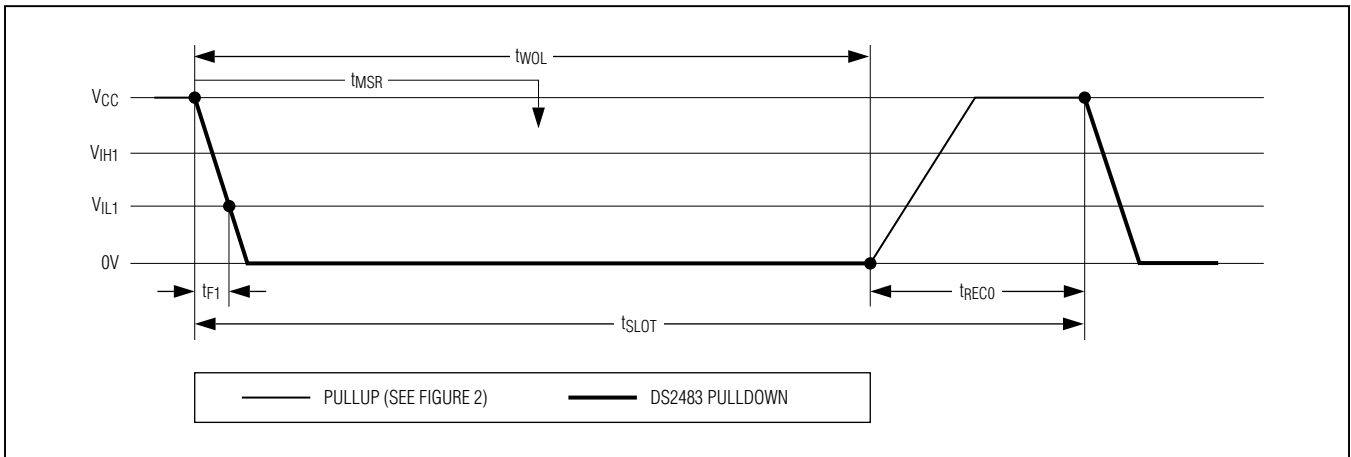 tWOL
tMSR
VCC
VIH1
VIL1
0V
tF1
tREC0
tSLOT
PULLUP (SEE FIGURE 2) DS2483 PULLDOWN